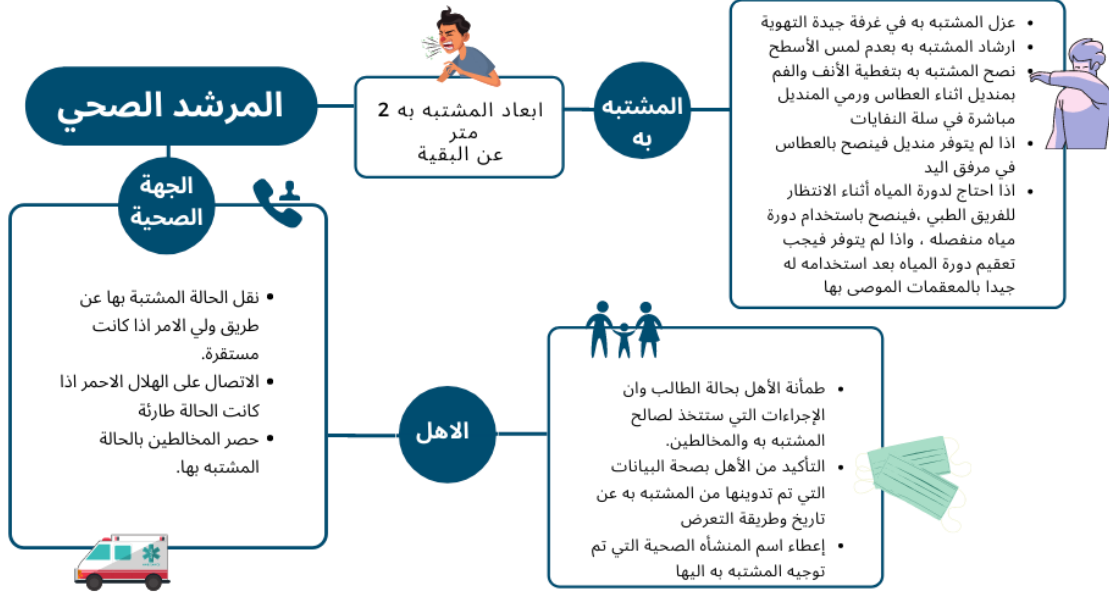 المرشد الصحي
ابعاد المشتبه به 2
متر
عن البقية
المشتبه
به
• عزل المشتبه به في غرفة جيدة التهوية
• ارشاد المشتبه به بعدم لمس الأسطح
• نصح المشتبه به بتغطية الأنف والفم
بمنديل اثناء العطاس ورمي المنديل
مباشرة في سلة النفايات
• اذا لم يتوفر منديل فينصح بالعطاس
في مرفق اليد
• اذا احتاج لدورة المياه أثناء الانتظار
للفريق الطبي ،فينصح باستخدام دورة
مياه منفصله ، واذا لم يتوفر فيجب
تعقيم دورة المياه بعد استخدامه له
جيدا بالمعقمات الموصى بها
الجهة
الصحية
• نقل الحالة المشتبة بها عن
طريق ولي الامر اذا كانت
مستقرة.
• الاتصال على الهلال الاحمر اذا
كانت الحالة طارئة
• حصر المخالطين بالحالة
المشتبه بها.
الاهل
• طمأنة الأهل بحالة الطالب وان
الإجراءات التي ستتخذ لصالح
المشتبه به والمخالطين.
• التأكيد من الأهل بصحة البيانات
التي تم تدوينها من المشتبه به عن
تاريخ وطريقة التعرض
• إعطاء اسم المنشأه الصحية التي تم
توجيه المشتبه به اليها